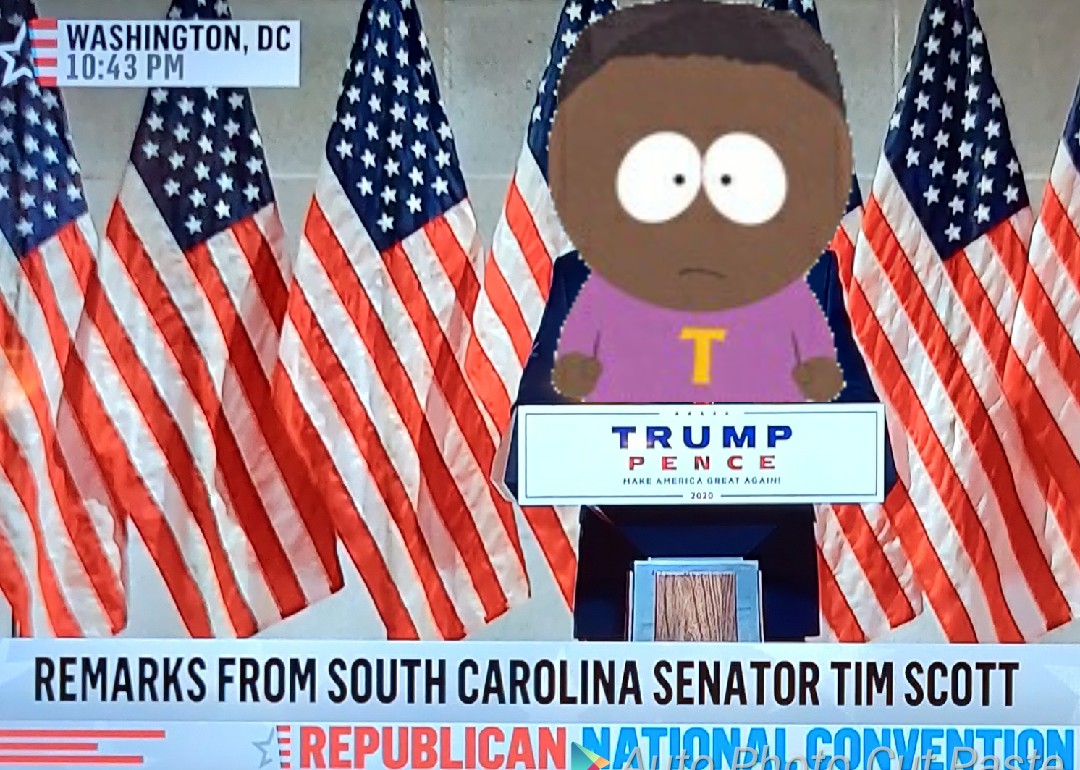 WASHINGTON, DC
10:43 PM
T
TRUMP
PENCE
MAKE AMERICA GREAT AGAIN!
2020
REMARKS FROM SOUTH CAROLINA SENATOR TIM SCOTT
REPUBLICAN NATIONAL CONVENTION
Auto Photo Cut Paste